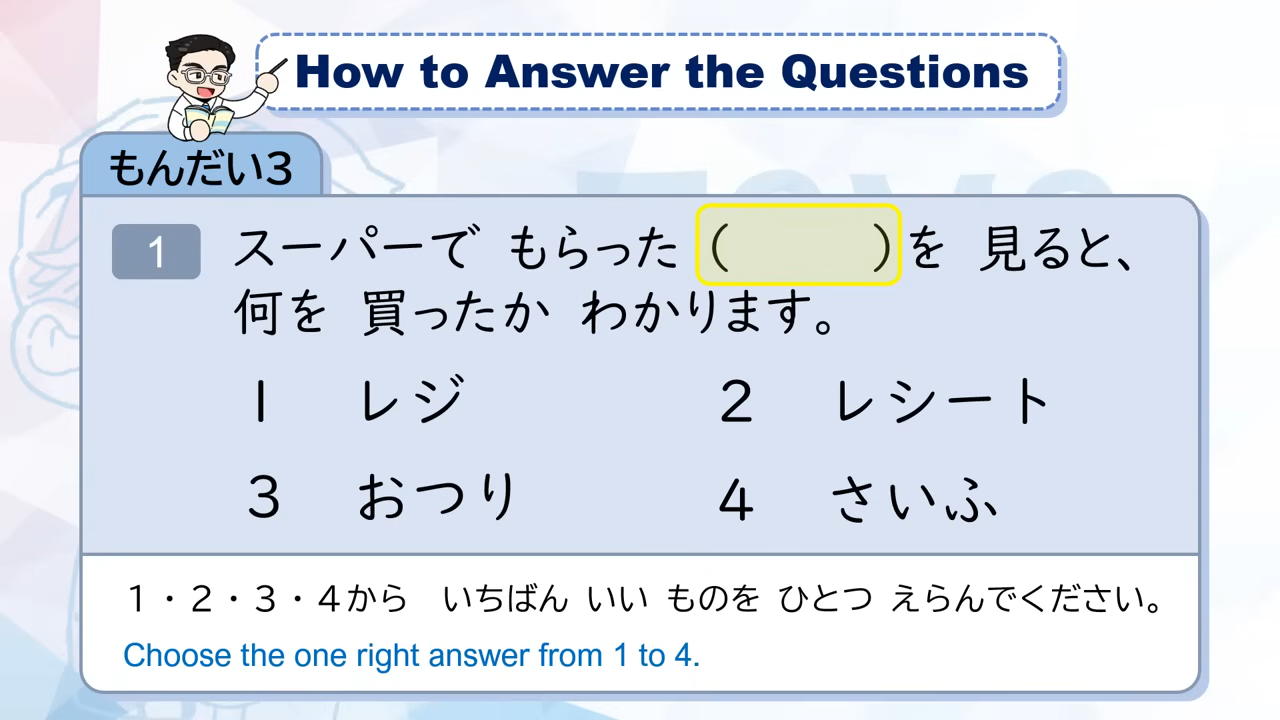 How to Answer the Questions
もんだい3
1 スーパーで もらった（　　　）を 見ると、
何を 買ったか わかります。
1 レジ 2 レシート
3 おつり 4 さいふ
１・２・３・４から いちばん いい ものを ひとつ えらんでください。
Choose the one right answer from 1 to 4.